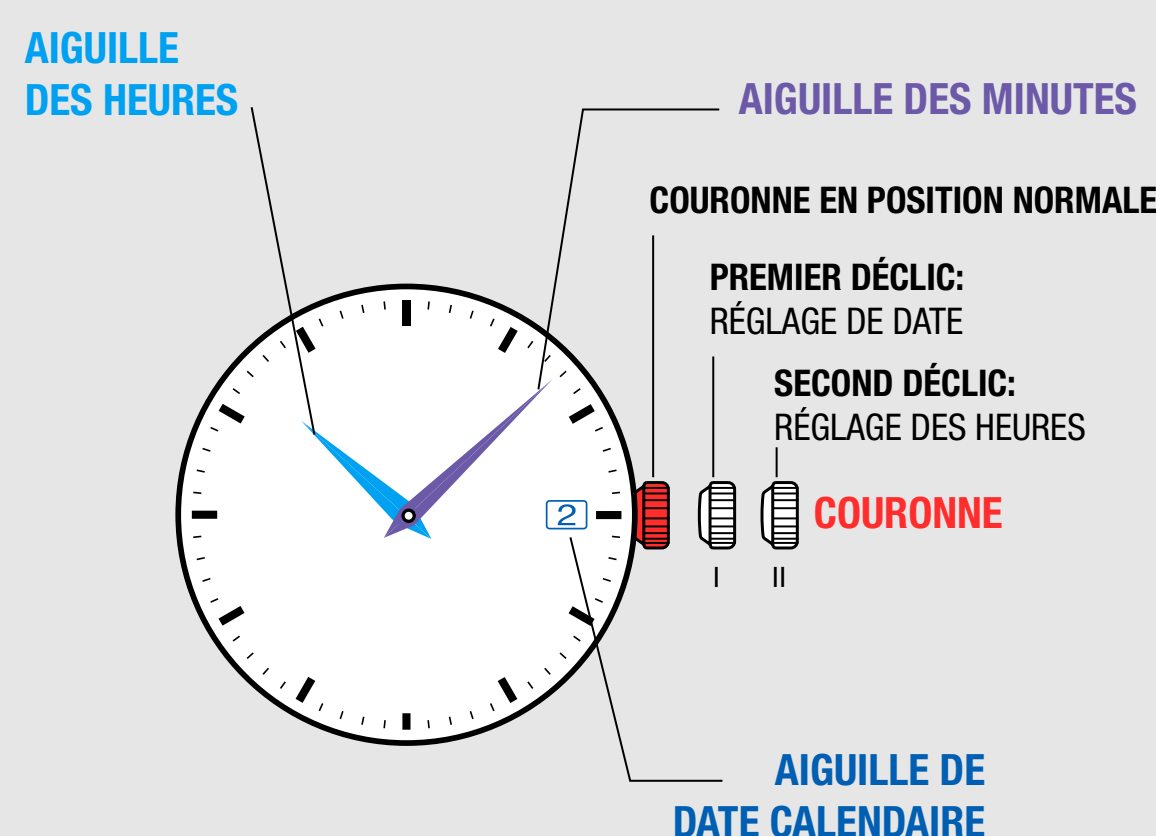 AIGUILLE
DES HEURES
AIGUILLE DES MINUTES
COURONNE EN POSITION NORMALE
PREMIER DÉCLIC:
RÉGLAGE DE DATE
SECOND DÉCLIC:
RÉGLAGE DES HEURES
2
COURONNE
I
II
AIGUILLE DE
DATE CALENDAIRE